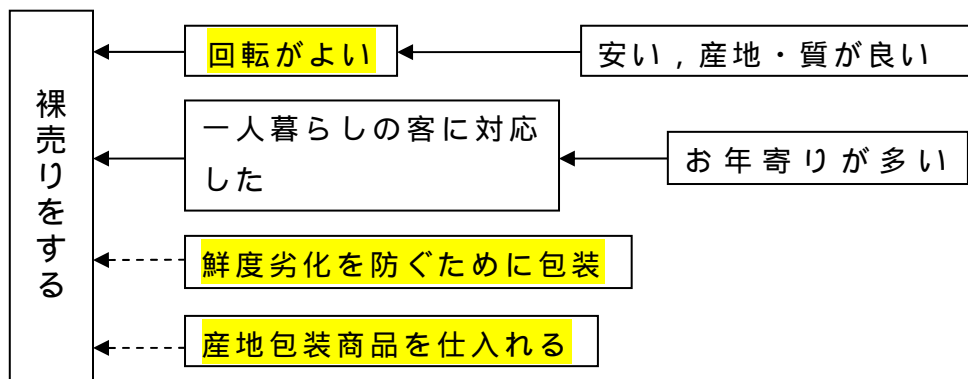 裸売りをする
回転がよい
安い，産地・質が良い
一人暮らしの客に対応
した
お年寄りが多い
鮮度劣化を防ぐために包装
産地包装商品を仕入れる